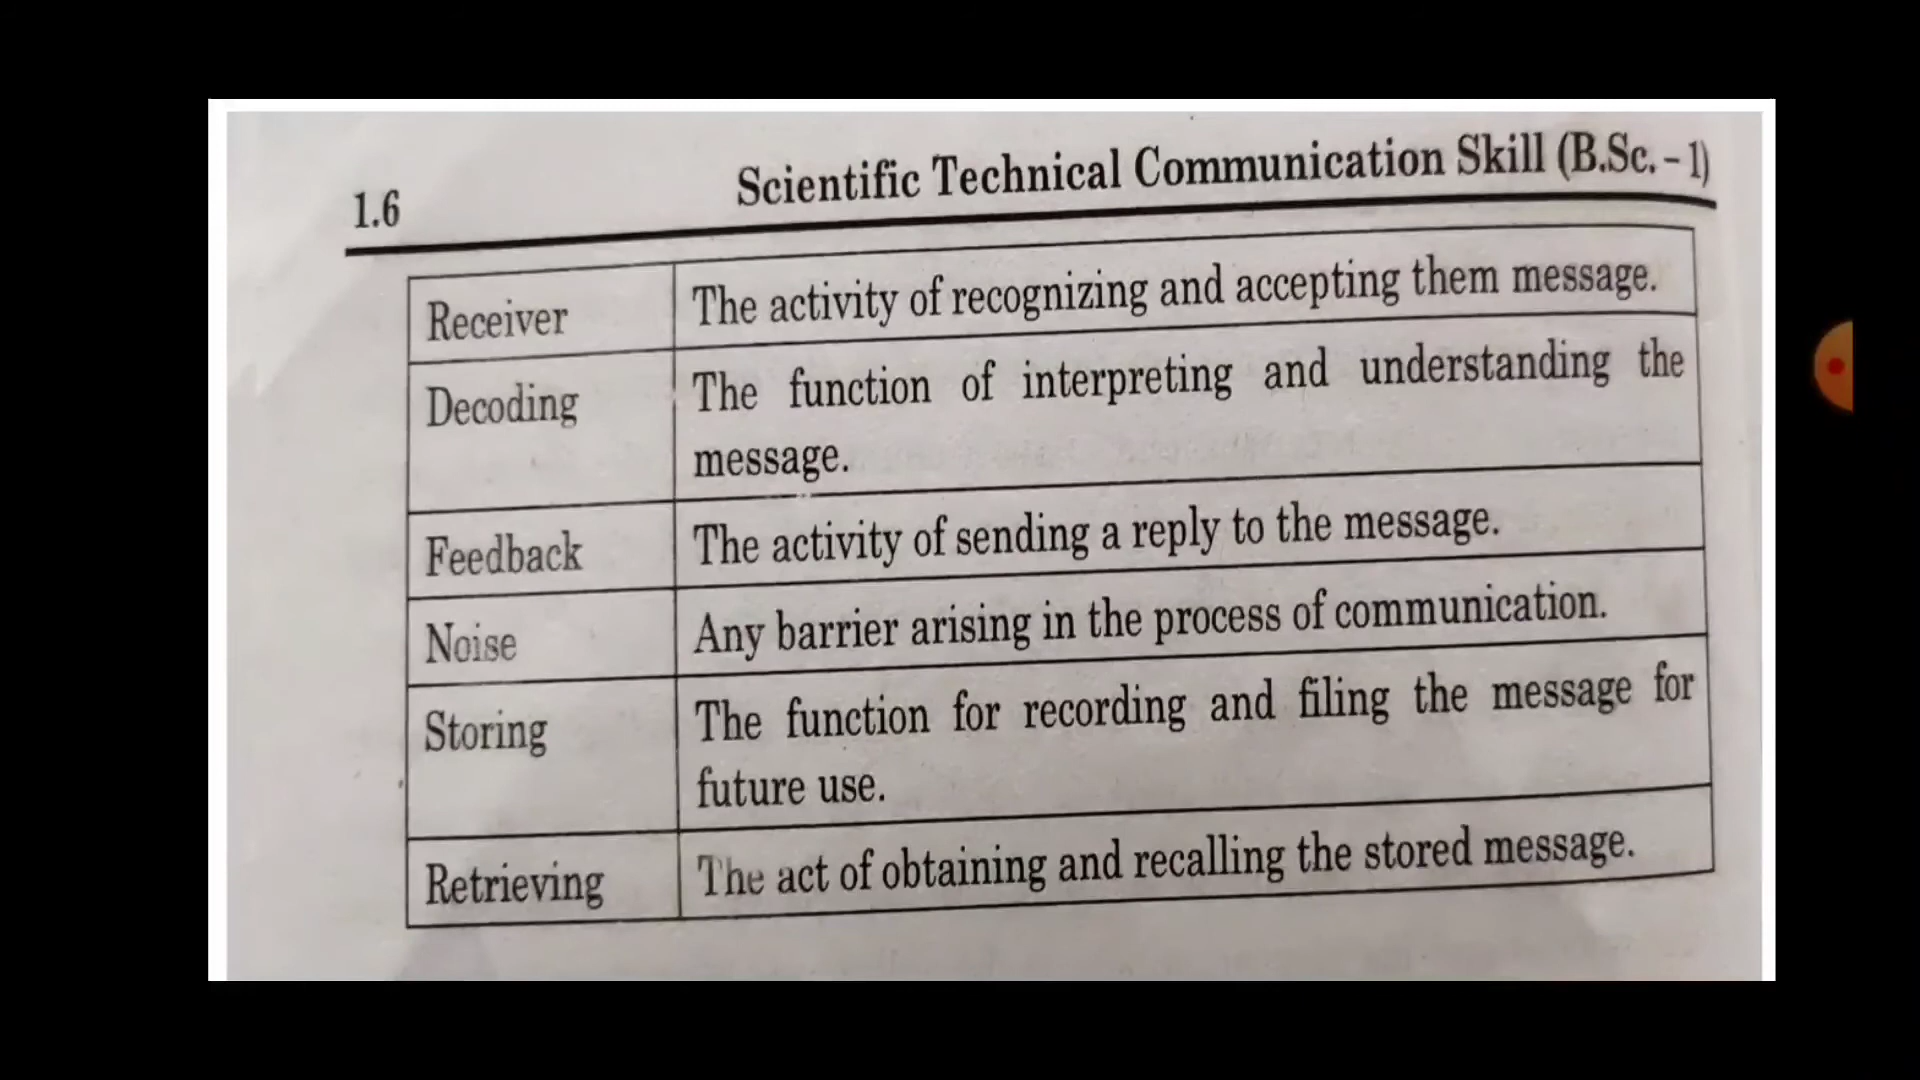 1.6 Scientific Technical Communication Skill (B.Sc. - 1)
Receiver The activity of recognizing and accepting them message.
Decoding The function of interpreting and understanding the
message.
Feedback The activity of sending a reply to the message.
Noise Any barrier arising in the process of communication.
Storing The function for recording and filing the message for
future use.
Retrieving The act of obtaining and recalling the stored message.